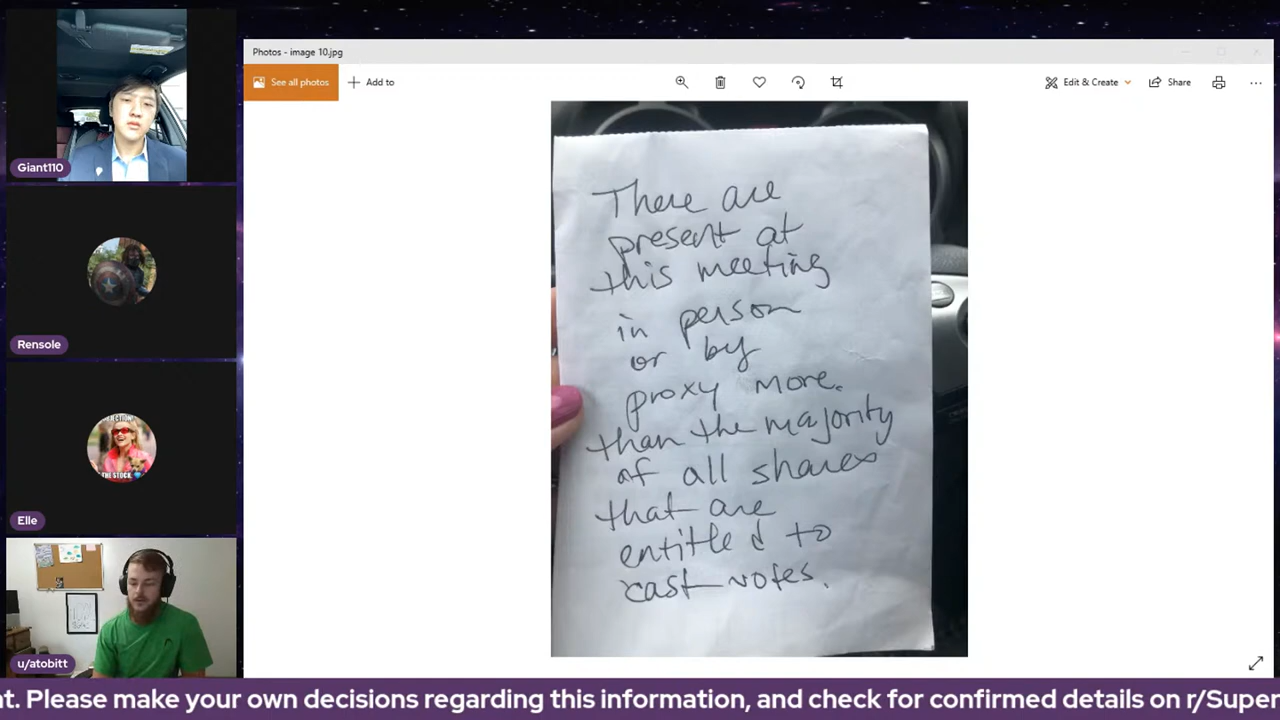 Photos - image 10.jpg
See all photos
Add to
Edit & Create
Share
There are
present at
this meeting
in person
or by
proxy more.
than the majority
of all shares
that are
entitled to
cast votes.
Giant110
Rensole
THE STOCK.
Elle
u/atobitt
nt. Please make your own decisions regarding this information, and check for confirmed details on r/Super